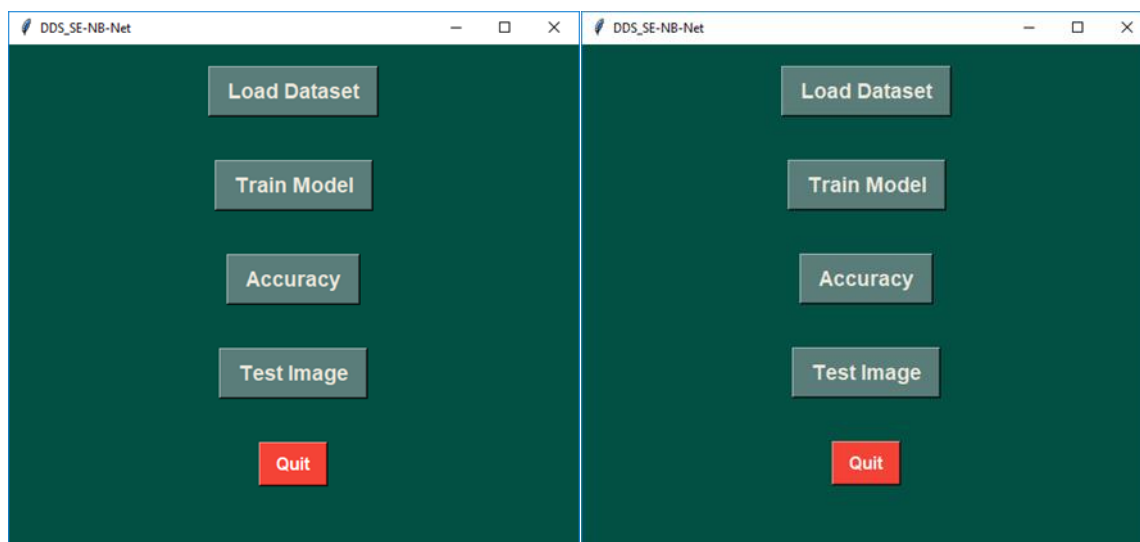 DDS_SE-NB-Net
Load Dataset
Train Model
Accuracy
Test Image
Quit
DDS_SE-NB-Net
Load Dataset
Train Model
Accuracy
Test Image
Quit